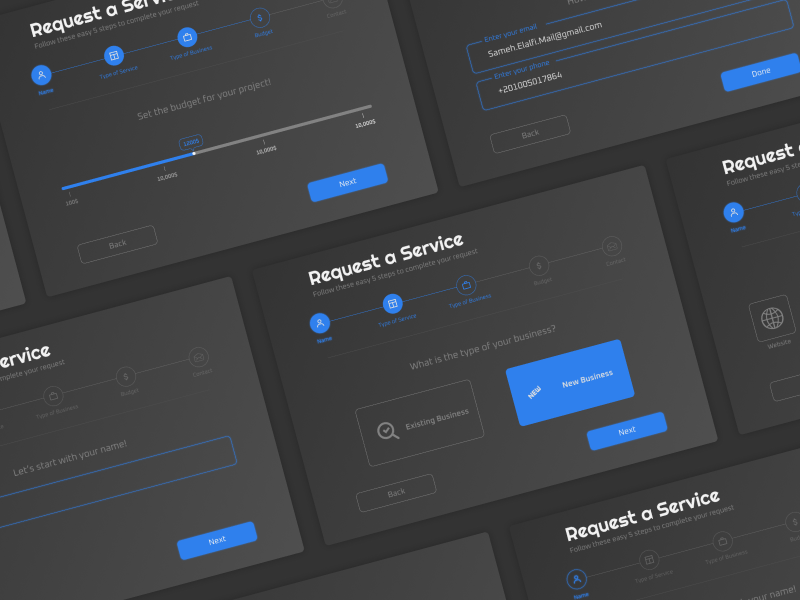 Request a Service
Follow these easy 5 steps to complete your request
Name
Type of Service
Type of Business
Budget
Contact
Set the budget for your project!
1200$
100$
10,000$
10,000$
10,000$
Back
Next
Enter your email
Sameh.Elalfi.Mail@gmail.com
Enter your phone
+201005017864
Back
Done
Request a Service
Follow these easy 5 steps to complete your request
Name
Type of Service
Type of Business
Budget
Contact
What is the type of your business?
Existing Business
NEW
New Business
Back
Next
ervice
mplete your request
Type of Business
Budget
Contact
Let's start with your name!
Next
Request
Follow these easy
Name
Website
Request a Service
Follow these easy 5 steps to complete your request
Name
Type of Service
Type of Business
your name!